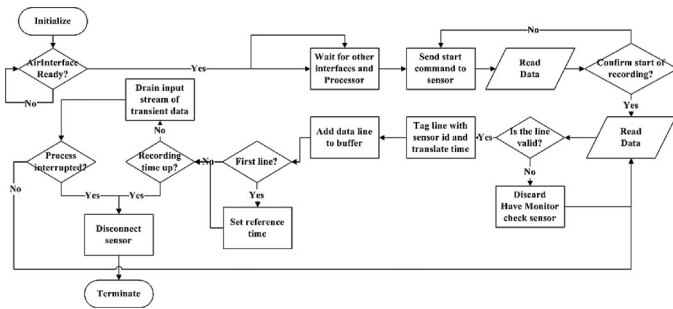 Initialize
No
AirInterface
Ready?
Yes
Wait for other
interfaces and
Processor
Send start
command to
sensor
Read
Data
Confirm start of
recording?
Yes
Drain input
stream of
transient data
No
Process
interrupted?
Recording
time up?
No
First line?
Add data line
to buffer
Tag line with
sensor id and
translate time
Yes
Is the line
valid?
Read
Data
No
Yes
Yes
Yes
No
Disconnect
sensor
Set reference
time
Discard
Have Monitor
check sensor
Terminate